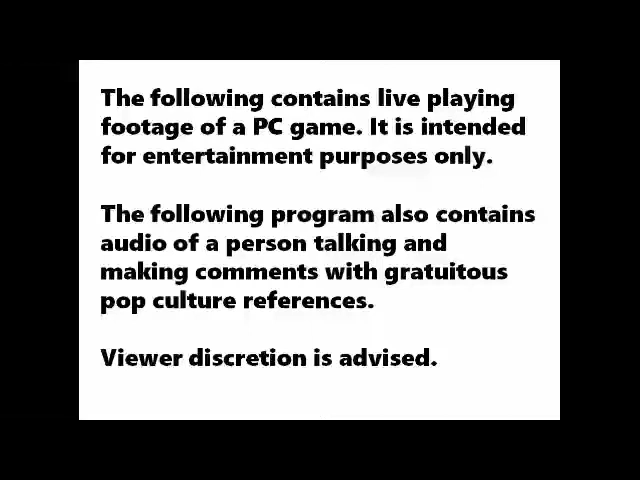 The following contains live playing
footage of a PC game. It is intended
for entertainment purposes only.
The following program also contains
audio of a person talking and
making comments with gratuitous
pop culture references.
Viewer discretion is advised.